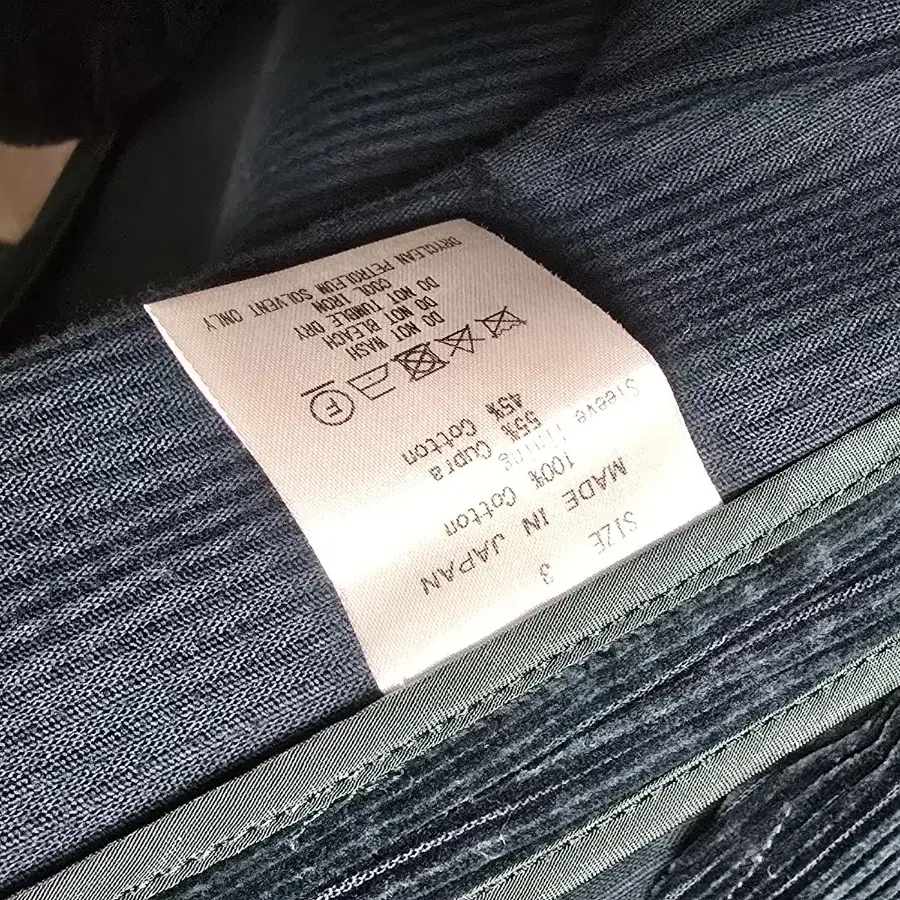 SIZE
3
MADE IN JAPAN
100% Cotton
Sleeve lining
55% Cupra
45% Cotton
F
DO NOT WASH
DO NOT BLEACH
DO NOT TUMBLE DRY
COOL IRON
DRYCLEAN PETROLEON SOLVENT ONLY